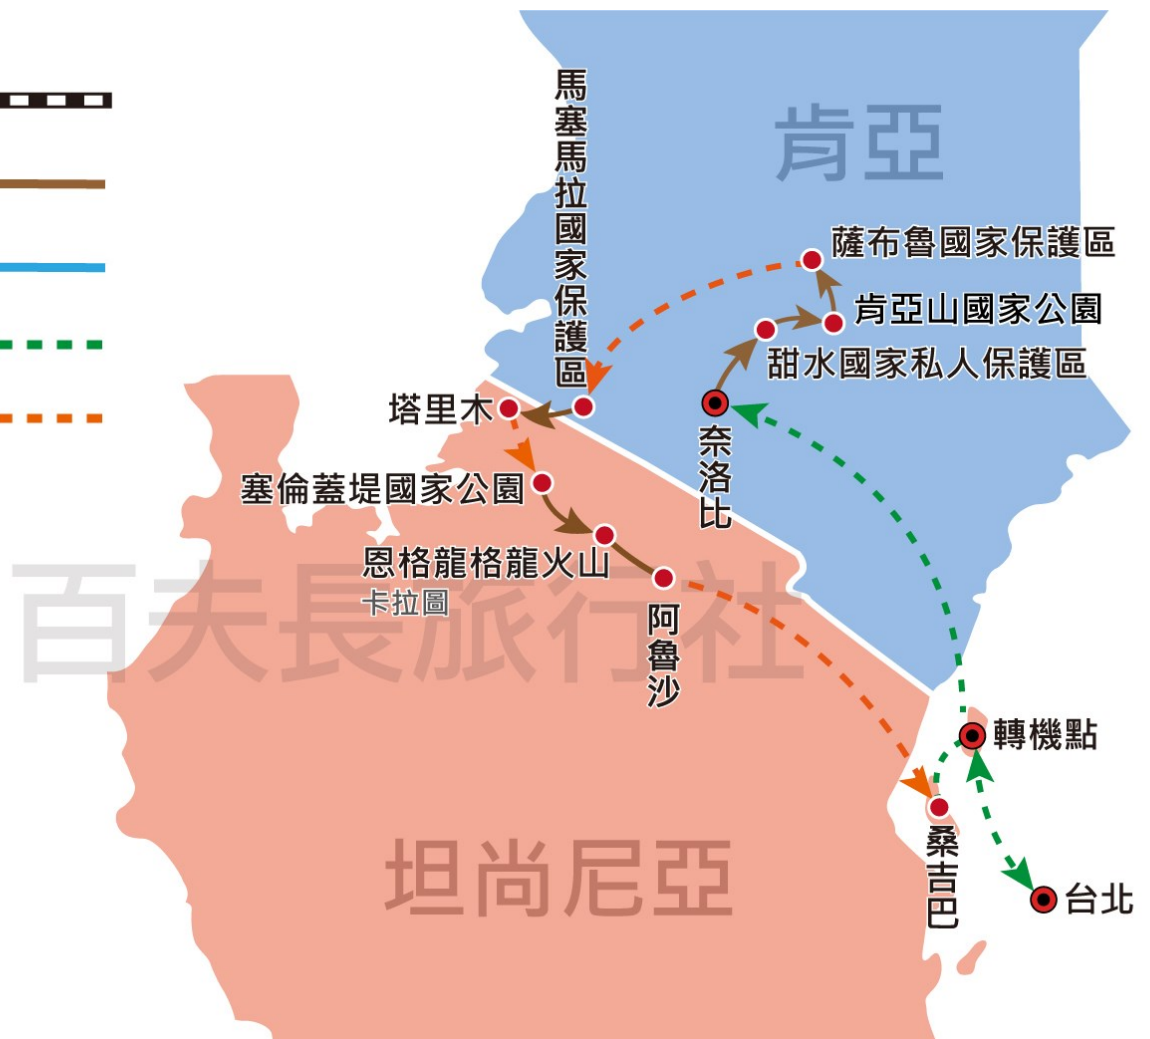 肯亞
馬塞馬拉國家保護區
薩布魯國家保護區
肯亞山國家公園
甜水國家私人保護區
塔里木
奈洛比
塞倫蓋堤國家公園
恩格龍格龍火山
卡拉圖
百夫長旅行社
阿魯沙
轉機點
桑吉巴
坦尚尼亞
台北